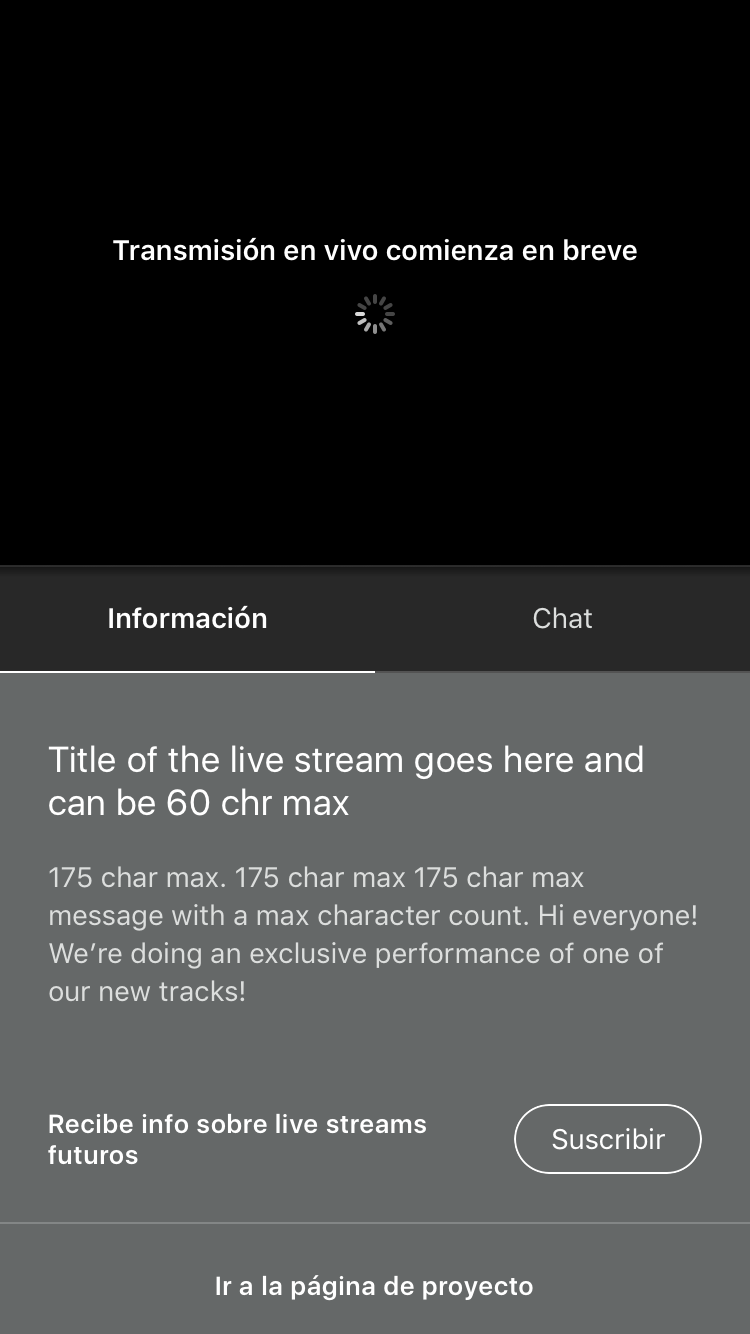 Transmisión en vivo comienza en breve
Información
Chat
Title of the live stream goes here and
can be 60 chr max
175 char max. 175 char max 175 char max
message with a max character count. Hi everyone!
We’re doing an exclusive performance of one of
our new tracks!
Recibe info sobre live streams
futuros
Suscribir
Ir a la página de proyecto